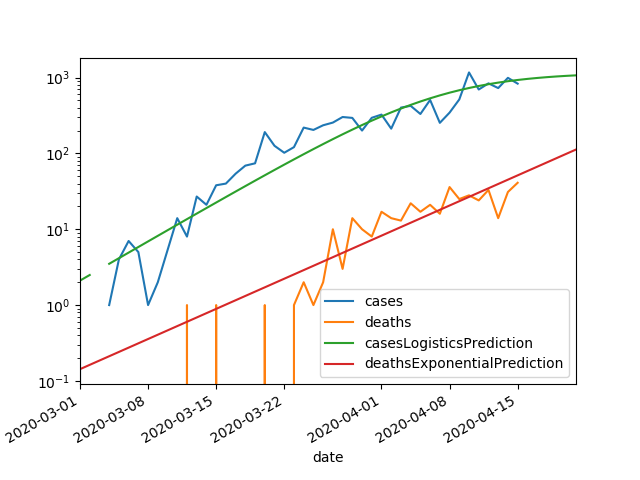 10³
10²
10¹
10⁰
10⁻¹
2020-03-01
2020-03-08
2020-03-15
2020-03-22
2020-04-01
2020-04-08
2020-04-15
date
cases
deaths
casesLogisticsPrediction
deathsExponentialPrediction